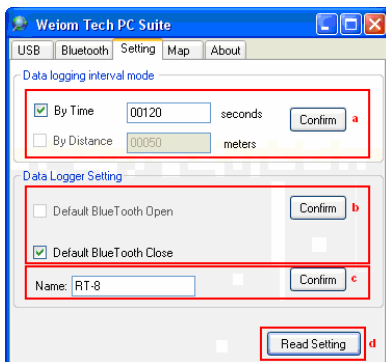 Weiom Tech PC Suite
USB Bluetooth Setting Map About
Data logging interval mode
By Time 00120 seconds Confirm a
By Distance 00050 meters
Data Logger Setting
Default BlueTooth Open Confirm b
Default BlueTooth Close
Name: RT-8 Confirm c
Read Setting d